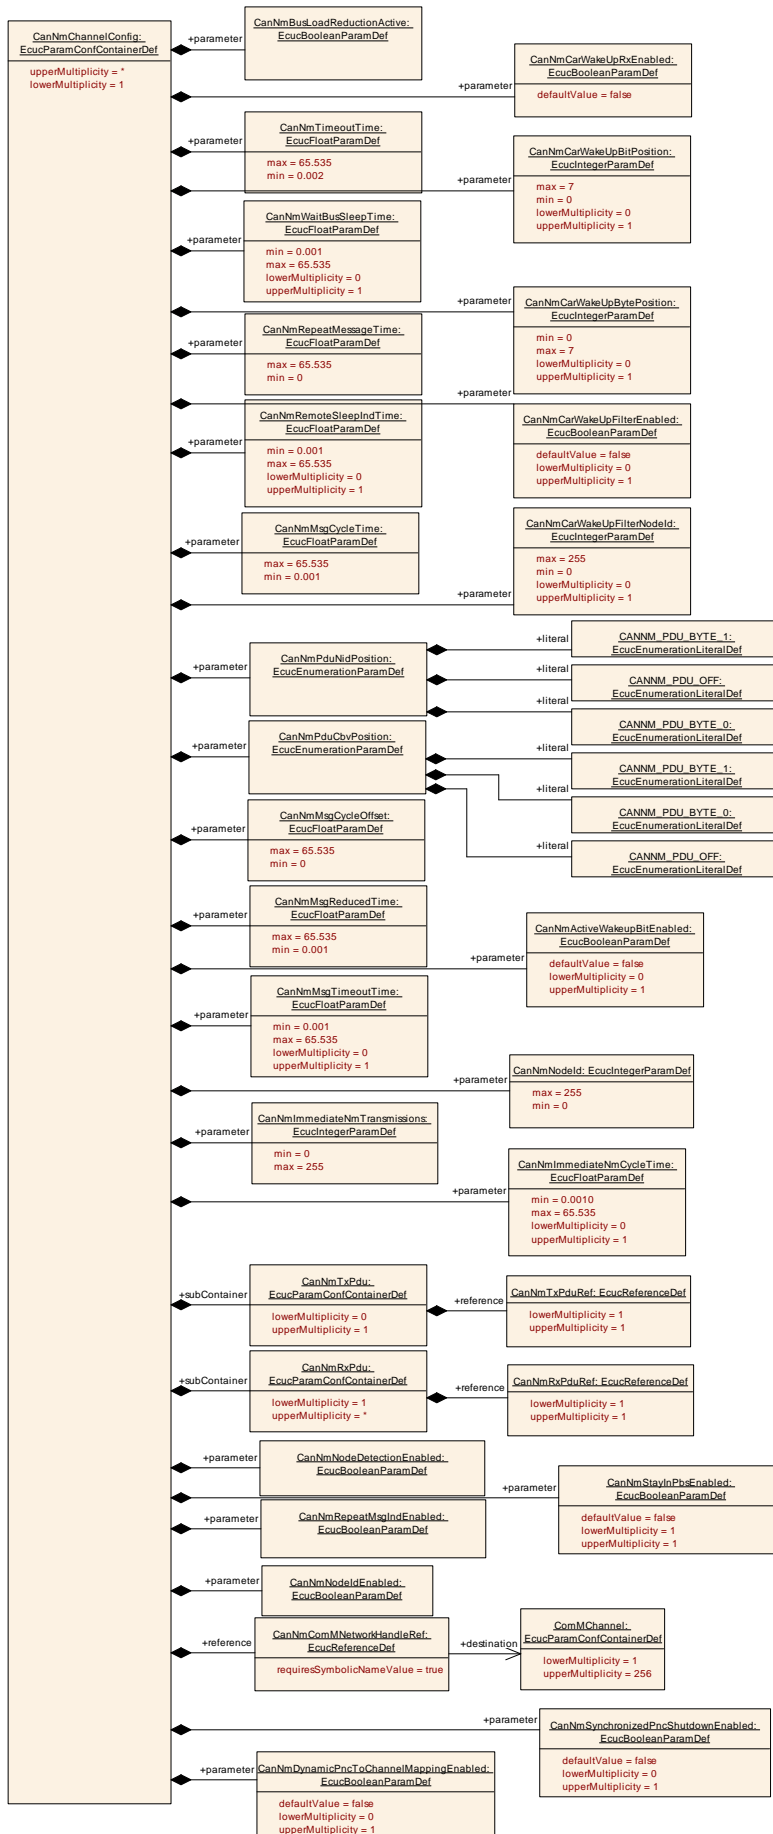 CanNmChannelConfig:
EcucParamConfContainerDef
upperMultiplicity = *
lowerMultiplicity = 1
+parameter
CanNmBusLoadReductionActive:
EcucBooleanParamDef
+parameter
CanNmCarWakeUpRxEnabled:
EcucBooleanParamDef
defaultValue = false
+parameter
CanNmTimeoutTime:
EcucFloatParamDef
max = 65.535
min = 0.002
+parameter
CanNmCarWakeUpBitPosition:
EcucIntegerParamDef
max = 7
min = 0
lowerMultiplicity = 0
upperMultiplicity = 1
+parameter
CanNmWaitBusSleepTime:
EcucFloatParamDef
min = 0.001
max = 65.535
lowerMultiplicity = 0
upperMultiplicity = 1
+parameter
CanNmCarWakeUpBytePosition:
EcucIntegerParamDef
min = 0
max = 7
lowerMultiplicity = 0
upperMultiplicity = 1
+parameter
CanNmRepeatMessageTime:
EcucFloatParamDef
max = 65.535
min = 0
+parameter
CanNmCarWakeUpFilterEnabled:
EcucBooleanParamDef
defaultValue = false
lowerMultiplicity = 0
upperMultiplicity = 1
+parameter
CanNmRemoteSleepIndTime:
EcucFloatParamDef
min = 0.001
max = 65.535
lowerMultiplicity = 0
upperMultiplicity = 1
+parameter
CanNmMsgCycleTime:
EcucFloatParamDef
max = 65.535
min = 0.001
+parameter
CanNmCarWakeUpFilterNodeId:
EcucIntegerParamDef
max = 255
min = 0
lowerMultiplicity = 0
upperMultiplicity = 1
+parameter
CanNmPduNidPosition:
EcucEnumerationParamDef
+literal
CANNM_PDU_BYTE_1:
EcucEnumerationLiteralDef
+literal
CANNM_PDU_OFF:
EcucEnumerationLiteralDef
+literal
CANNM_PDU_BYTE_0:
EcucEnumerationLiteralDef
+parameter
CanNmPduCbvPosition:
EcucEnumerationParamDef
+literal
CANNM_PDU_BYTE_1:
EcucEnumerationLiteralDef
+literal
CANNM_PDU_BYTE_0:
EcucEnumerationLiteralDef
+literal
CANNM_PDU_OFF:
EcucEnumerationLiteralDef
+parameter
CanNmMsgCycleOffset:
EcucFloatParamDef
max = 65.535
min = 0
+parameter
CanNmMsgReducedTime:
EcucFloatParamDef
max = 65.535
min = 0.001
+parameter
CanNmActiveWakeupBitEnabled:
EcucBooleanParamDef
defaultValue = false
lowerMultiplicity = 0
upperMultiplicity = 1
+parameter
CanNmMsgTimeoutTime:
EcucFloatParamDef
min = 0.001
max = 65.535
lowerMultiplicity = 0
upperMultiplicity = 1
+parameter
CanNmNodeId: EcucIntegerParamDef
max = 255
min = 0
+parameter
CanNmImmediateNmTransmissions:
EcucIntegerParamDef
min = 0
max = 255
+parameter
CanNmImmediateNmCycleTime:
EcucFloatParamDef
min = 0.0010
max = 65.535
lowerMultiplicity = 0
upperMultiplicity = 1
+subContainer
CanNmTxPdu:
EcucParamConfContainerDef
lowerMultiplicity = 0
upperMultiplicity = 1
+reference
CanNmTxPduRef: EcucReferenceDef
lowerMultiplicity = 1
upperMultiplicity = 1
+subContainer
CanNmRxPdu:
EcucParamConfContainerDef
lowerMultiplicity = 1
upperMultiplicity = *
+reference
CanNmRxPduRef: EcucReferenceDef
lowerMultiplicity = 1
upperMultiplicity = 1
+parameter
CanNmNodeDetectionEnabled:
EcucBooleanParamDef
+parameter
CanNmStayInPbsEnabled:
EcucBooleanParamDef
defaultValue = false
lowerMultiplicity = 1
upperMultiplicity = 1
+parameter
CanNmRepeatMsgIndEnabled:
EcucBooleanParamDef
+parameter
CanNmNodeIdEnabled:
EcucBooleanParamDef
+reference
CanNmComMNetworkHandleRef:
EcucReferenceDef
requiresSymbolicNameValue = true
+destination
ComMChannel:
EcucParamConfContainerDef
lowerMultiplicity = 1
upperMultiplicity = 256
+parameter
CanNmSynchronizedPncShutdownEnabled:
EcucBooleanParamDef
defaultValue = false
lowerMultiplicity = 0
upperMultiplicity = 1
+parameter
CanNmDynamicPncToChannelMappingEnabled:
EcucBooleanParamDef
defaultValue = false
lowerMultiplicity = 0
upperMultiplicity = 1